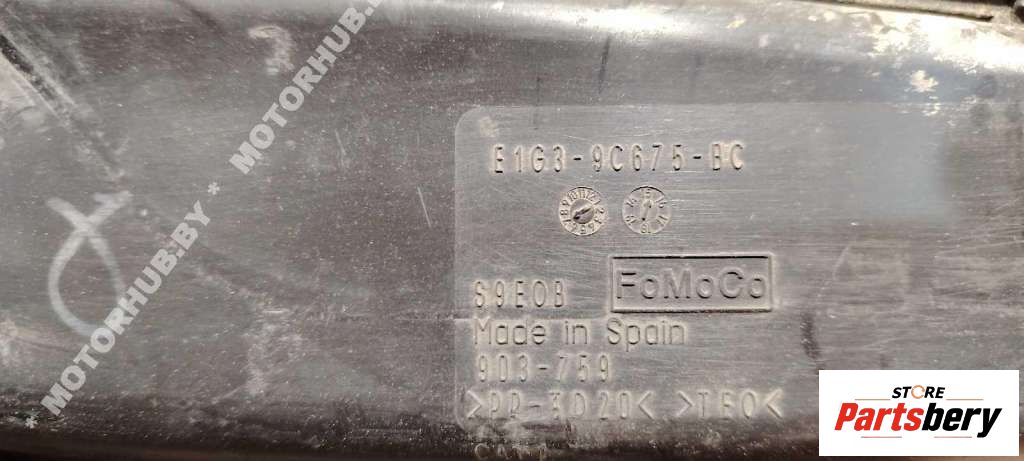 MOTORHUB.BY * MOTORHUB.BY *
E1G3-9C675-BC
S9EOB
FoMoCo
Made in Spain
903-759
>PP-TD20< >TEO<
STORE
Partsbery